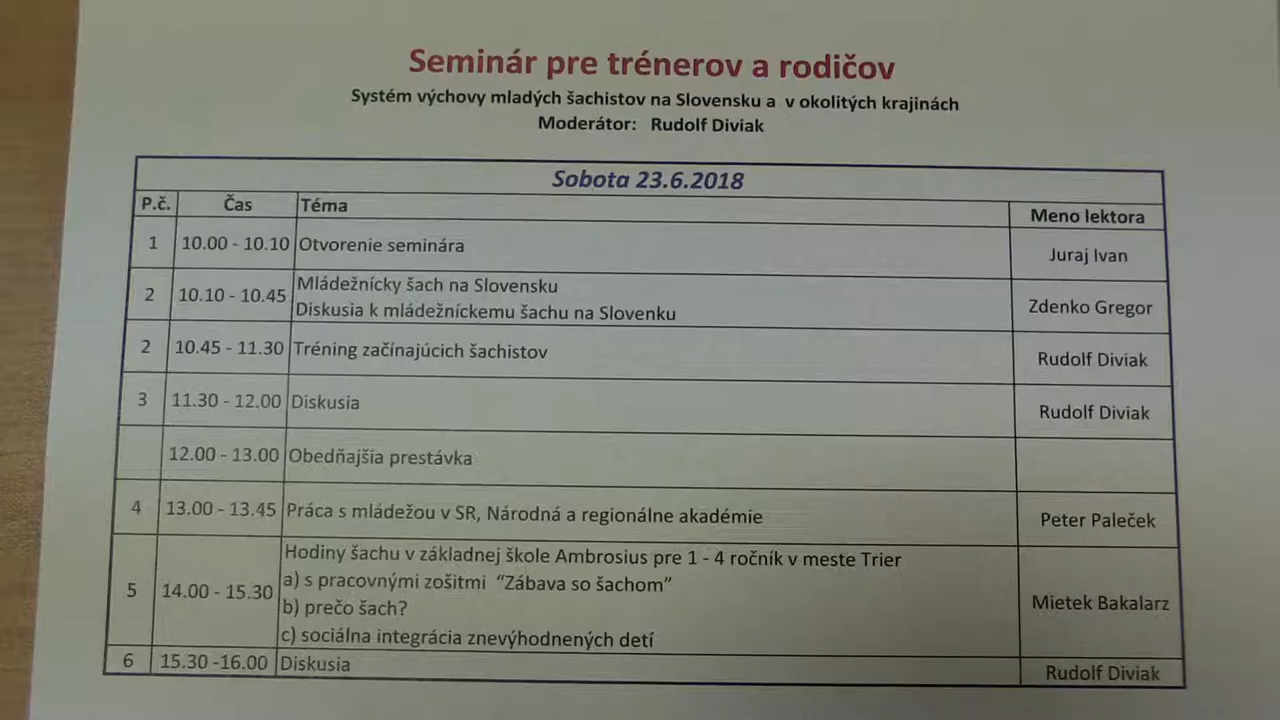 Seminár pre trénerov a rodičov
Systém výchovy mladých šachistov na Slovensku a v okolitých krajinách
Moderátor: Rudolf Diviak
Sobota 23.6.2018
P.č. Čas Téma Meno lektora
1 10.00 - 10.10 Otvorenie seminára Juraj Ivan
2 10.10 - 10.45 Mládežnícky šach na Slovensku
Diskusia k mládežníckemu šachu na Slovenku Zdenko Gregor
2 10.45 - 11.30 Tréning začínajúcich šachistov Rudolf Diviak
3 11.30 - 12.00 Diskusia Rudolf Diviak
12.00 - 13.00 Obedňajšia prestávka
4 13.00 - 13.45 Práca s mládežou v SR, Národná a regionálne akadémie Peter Paleček
Hodiny šachu v základnej škole Ambrosius pre 1 - 4 ročník v meste Trier
5 14.00 - 15.30 a) s pracovnými zošitmi "Zábava so šachom"
b) prečo šach? Mietek Bakalarz
c) sociálna integrácia znevýhodnených detí
6 15.30 -16.00 Diskusia Rudolf Diviak